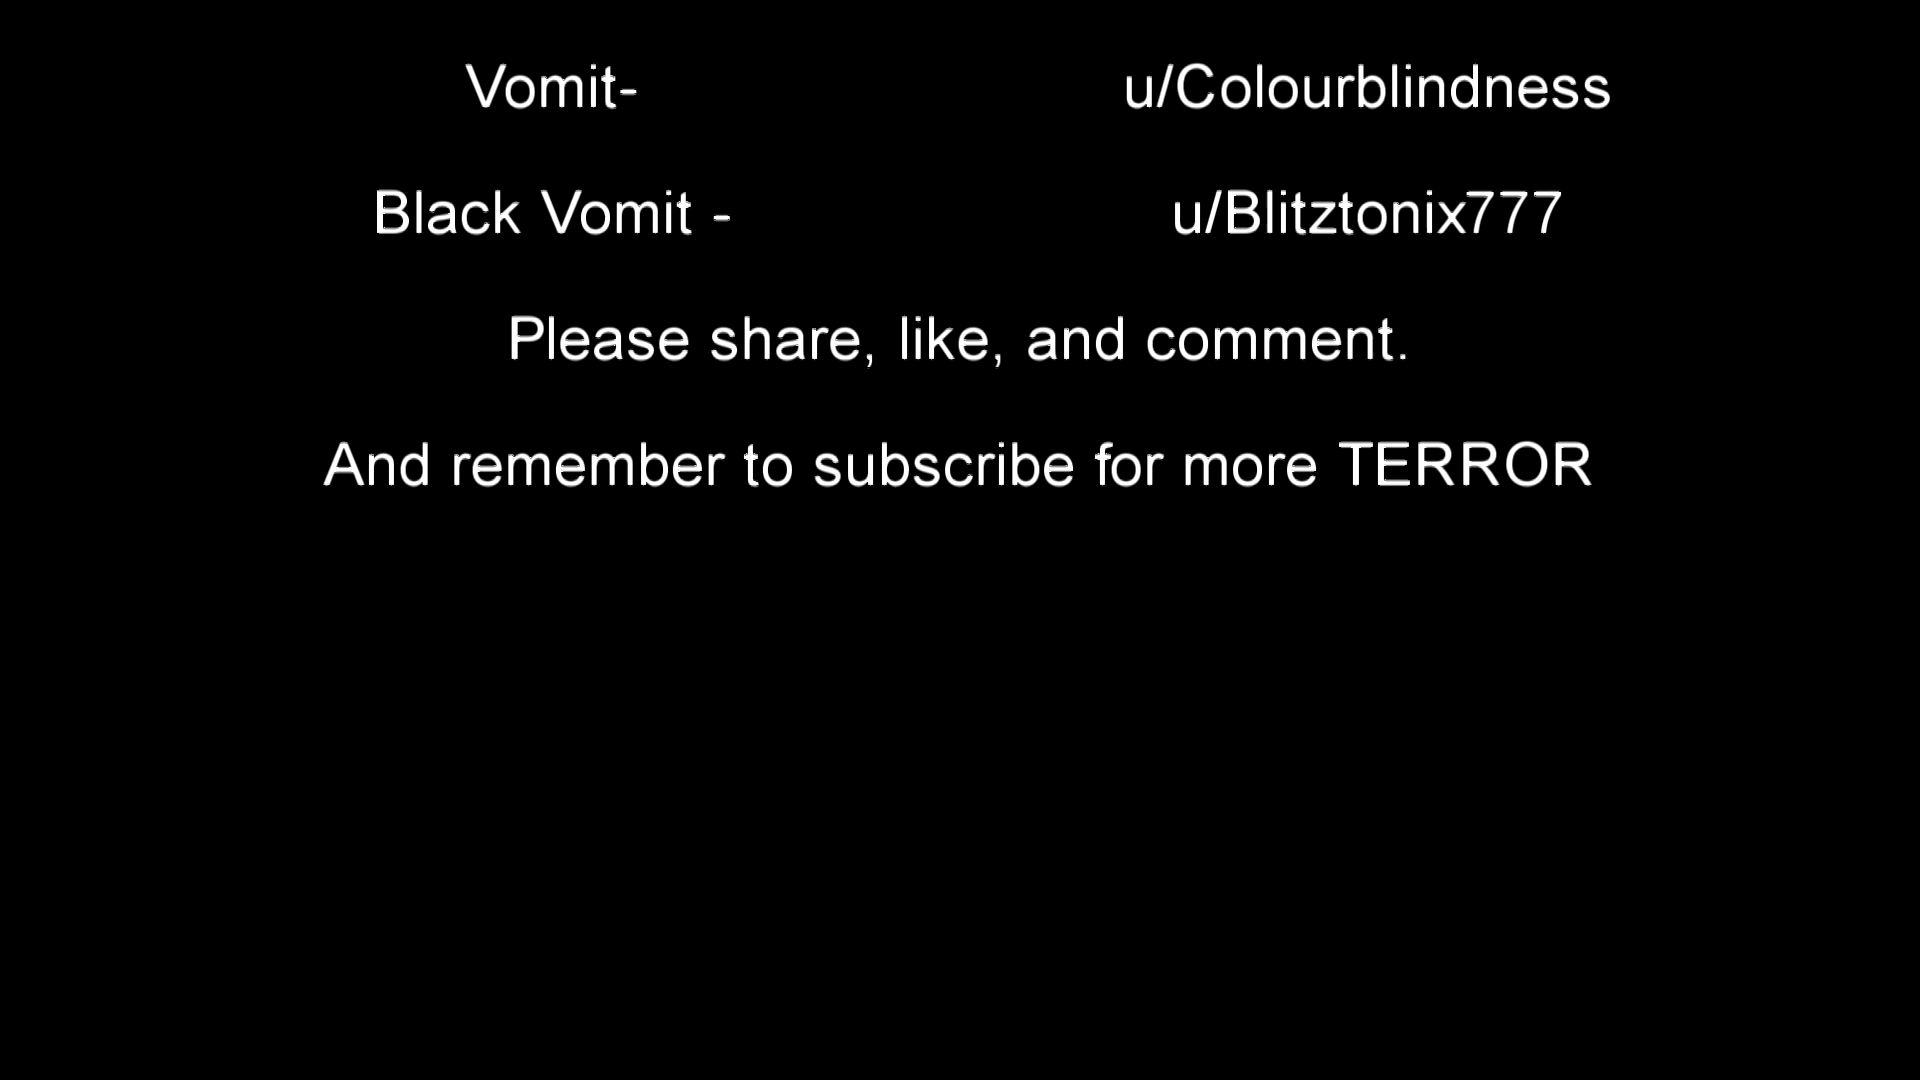 Vomit- u/Colourblindness
Black Vomit - u/Blitztonix777
Please share, like, and comment.
And remember to subscribe for more TERROR